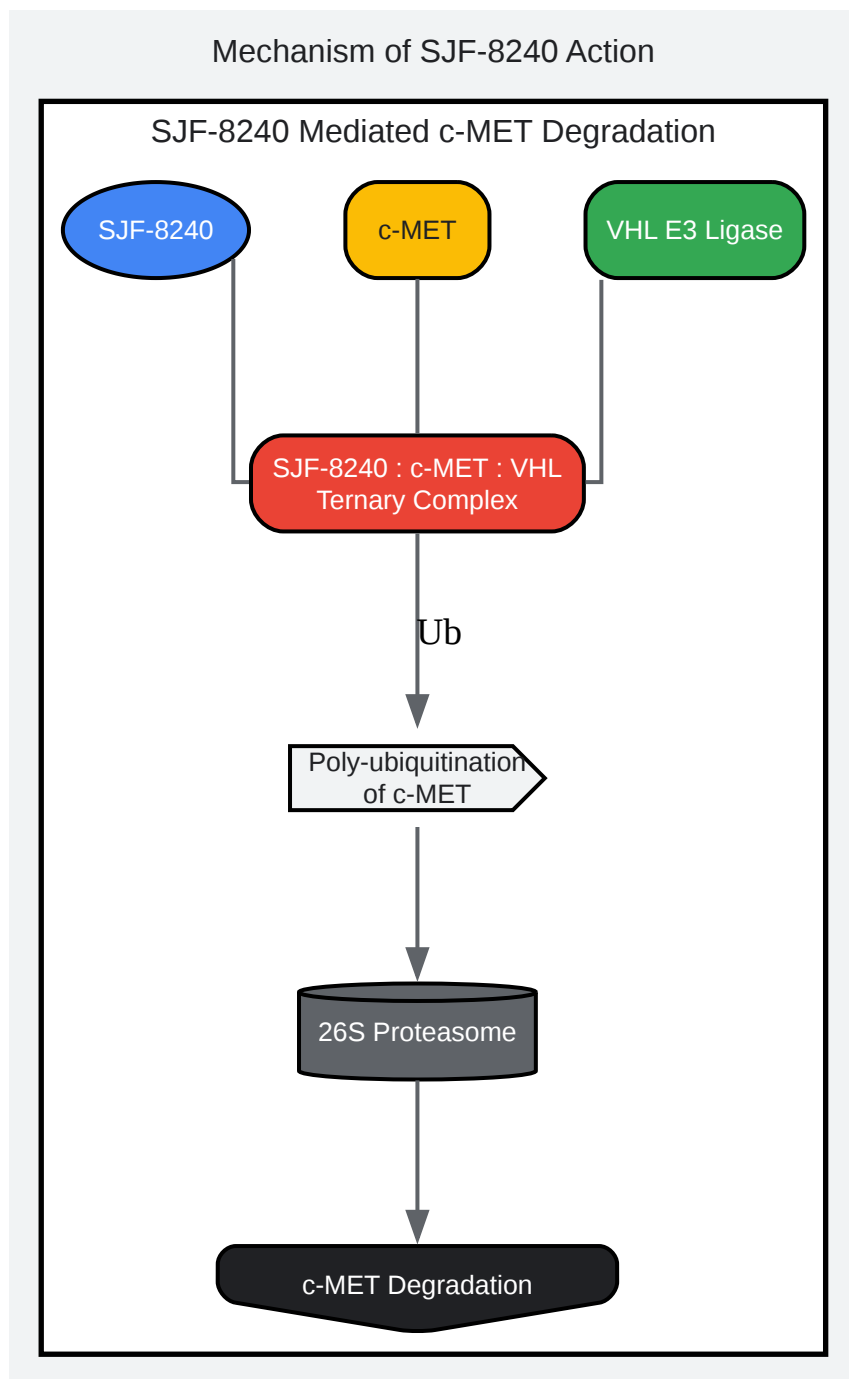 Mechanism of SJF-8240 Action
SJF-8240 Mediated c-MET Degradation
SJF-8240
c-MET
VHL E3 Ligase
SJF-8240 : c-MET : VHL
Ternary Complex
Ub
Poly-ubiquitination
of c-MET
26S Proteasome
c-MET Degradation